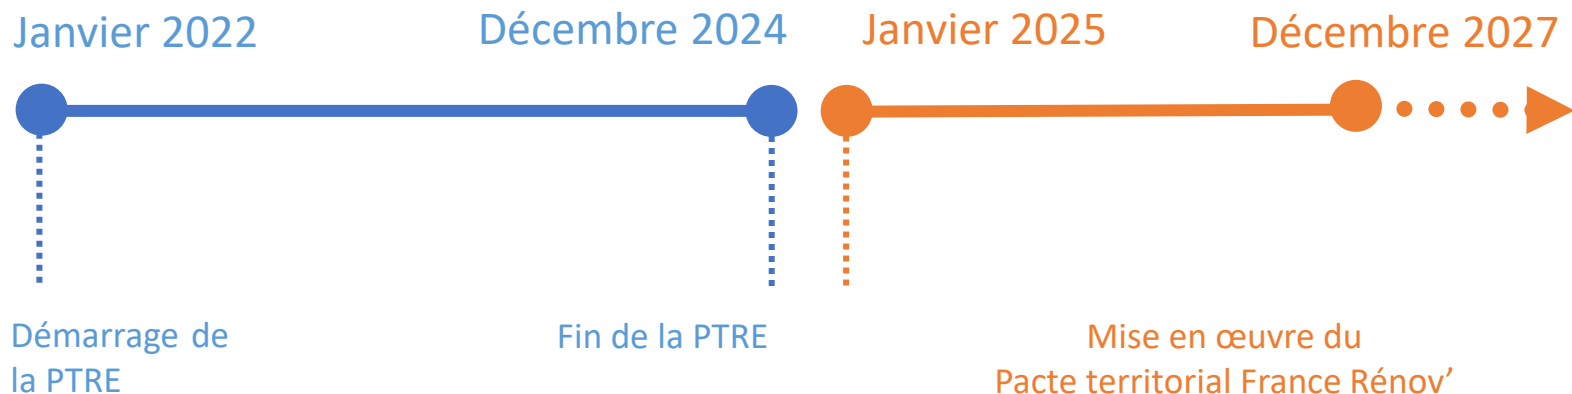 Janvier 2022
Décembre 2024
Janvier 2025
Décembre 2027
Démarrage de
la PTRE
Fin de la PTRE
Mise en œuvre du
Pacte territorial France Rénov’